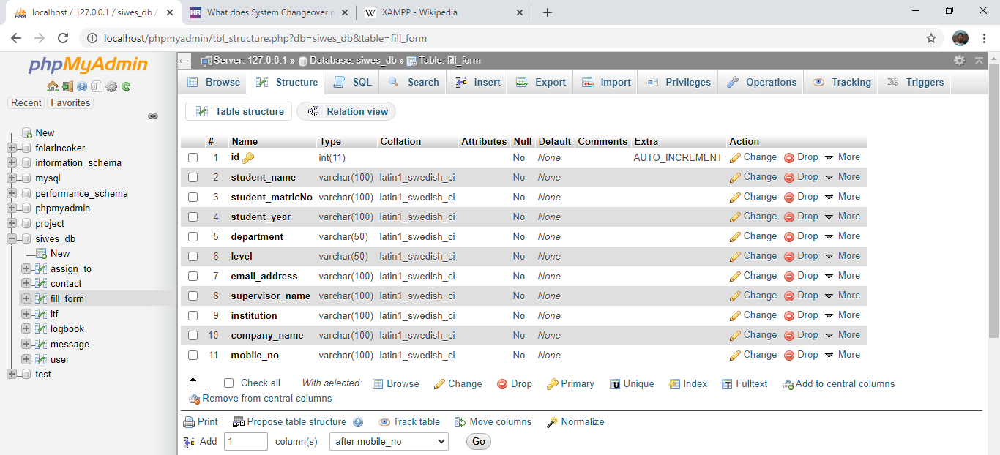 localhost / 127.0.0.1 / siwes_db / What does System Changeover XAMPP - Wikipedia
localhost/phpmyadmin/tbl_structure.php?db=siwes_db&table=fill_form
phpMyAdmin
Recent Favorites
New
folarincoker
information_schema
mysql
performance_schema
phpmyadmin
project
siwes_db
New
assign_to
contact
fill_form
itf
logbook
message
user
test
Server: 127.0.0.1 » Database: siwes_db » Table: fill_form
Browse Structure SQL Search Insert Export Import Privileges Operations Tracking Triggers
Table structure Relation view
# Name Type Collation Attributes Null Default Comments Extra Action
1 id int(11) No None AUTO_INCREMENT Change Drop More
2 student_name varchar(100) latin1_swedish_ci No None Change Drop More
3 student_matricNo varchar(100) latin1_swedish_ci No None Change Drop More
4 student_year varchar(100) latin1_swedish_ci No None Change Drop More
5 department varchar(50) latin1_swedish_ci No None Change Drop More
6 level varchar(50) latin1_swedish_ci No None Change Drop More
7 email_address varchar(100) latin1_swedish_ci No None Change Drop More
8 supervisor_name varchar(100) latin1_swedish_ci No None Change Drop More
9 institution varchar(100) latin1_swedish_ci No None Change Drop More
10 company_name varchar(100) latin1_swedish_ci No None Change Drop More
11 mobile_no varchar(100) latin1_swedish_ci No None Change Drop More
Check all With selected: Browse Change Drop Primary Unique Index Fulltext Add to central columns
Remove from central columns
Print Propose table structure Track table Move columns Normalize
Add 1 column(s) after mobile_no Go